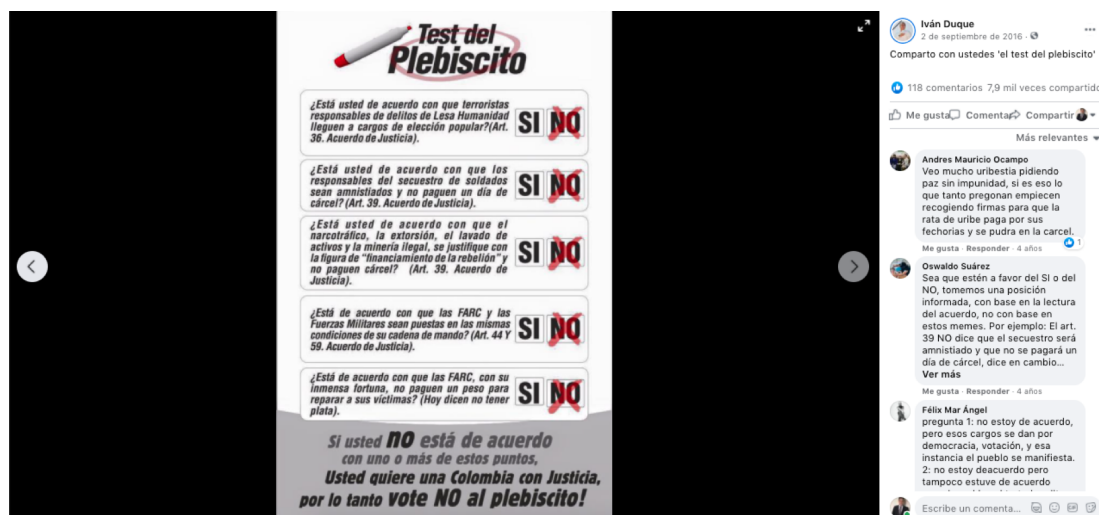 Test del
Plebiscito
¿Está usted de acuerdo con que terroristas
responsables de delitos de Lesa Humanidad
lleguen a cargos de elección popular?(Art.
36. Acuerdo de Justicia).
SI NO
¿Está usted de acuerdo con que los
responsables del secuestro de soldados
sean amnistiados y no paguen un día de
cárcel? (Art. 39. Acuerdo de Justicia).
SI NO
¿Está usted de acuerdo con que el
narcotráfico, la extorsión, el lavado de
activos y la minería ilegal, se justifique con
la figura de "financiamiento de la rebelión" y
no paguen cárcel? (Art. 39. Acuerdo de
Justicia).
SI NO
¿Está de acuerdo con que las FARC y las
Fuerzas Militares sean puestas en las mismas
condiciones de su cadena de mando? (Art. 44 Y
59. Acuerdo de Justicia).
SI NO
¿Está de acuerdo con que las FARC, con su
inmensa fortuna, no paguen un peso para
reparar a sus víctimas? (Hoy dicen no tener
plata).
SI NO
Si usted no está de acuerdo
con uno o más de estos puntos,
Usted quiere una Colombia con Justicia,
por lo tanto vote NO al plebiscito!
Iván Duque
2 de septiembre de 2016 ·
Comparto con ustedes 'el test del plebiscito'
118 comentarios 7,9 mil veces compartido
Me gusta Comentar Compartir
Más relevantes
Andres Mauricio Ocampo
Veo mucho uribestia pidiendo
paz sin impunidad, si es eso lo
que tanto pregonan empiecen
recogiendo firmas para que la
rata de uribe paga por sus
fechorias y se pudra en la carcel.
Me gusta · Responder · 4 años
1
Oswaldo Suárez
Sea que estén a favor del SI o del
NO, tomemos una posición
informada, con base en la lectura
del acuerdo, no con base en
estos memes. Por ejemplo: El art.
39 NO dice que el secuestro será
amnistiado y que no se pagará un
día de cárcel, dice en cambio...
Ver más
Me gusta · Responder · 4 años
Félix Mar Ángel
pregunta 1: no estoy de acuerdo,
pero esos cargos se dan por
democracia, votación, y esa
instancia el pueblo se manifiesta.
2: no estoy deacuerdo pero
tampoco estuve de acuerdo
Escribe un comenta...